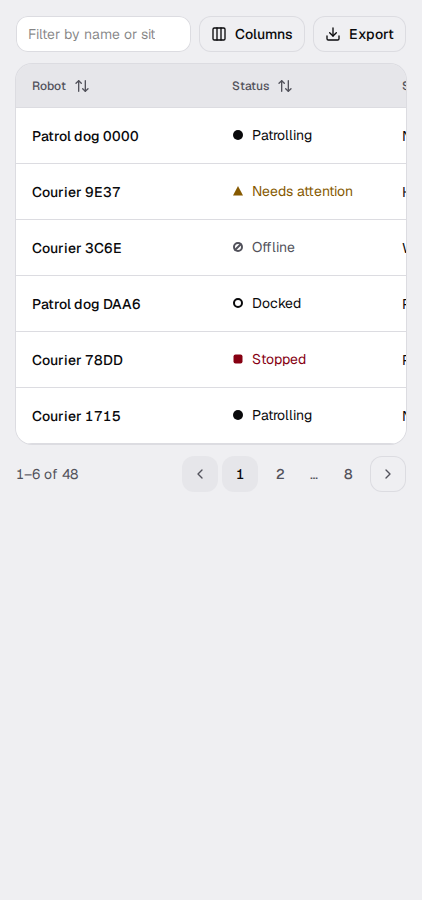 Filter by name or sit
Columns
Export
Robot
Status
Patrol dog 0000
Patrolling
Courier 9E37
Needs attention
Courier 3C6E
Offline
Patrol dog DAA6
Docked
Courier 78DD
Stopped
Courier 1715
Patrolling
1–6 of 48
1
2
…
8